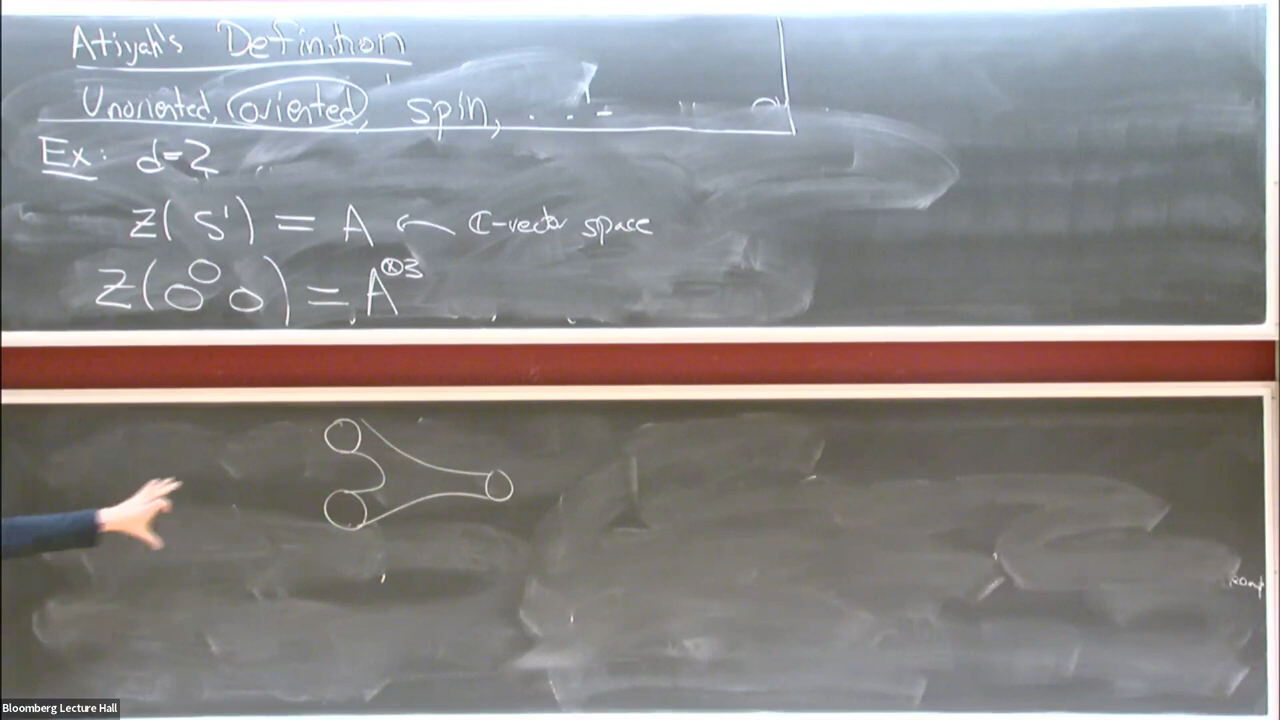 Atiyah's Definition
Unoriented, oriented, spin, ...
Ex: d=2
Z(S¹) = A ← ℂ-vector space
Z(○○○) = A^⊗3
Bloomberg Lecture Hall